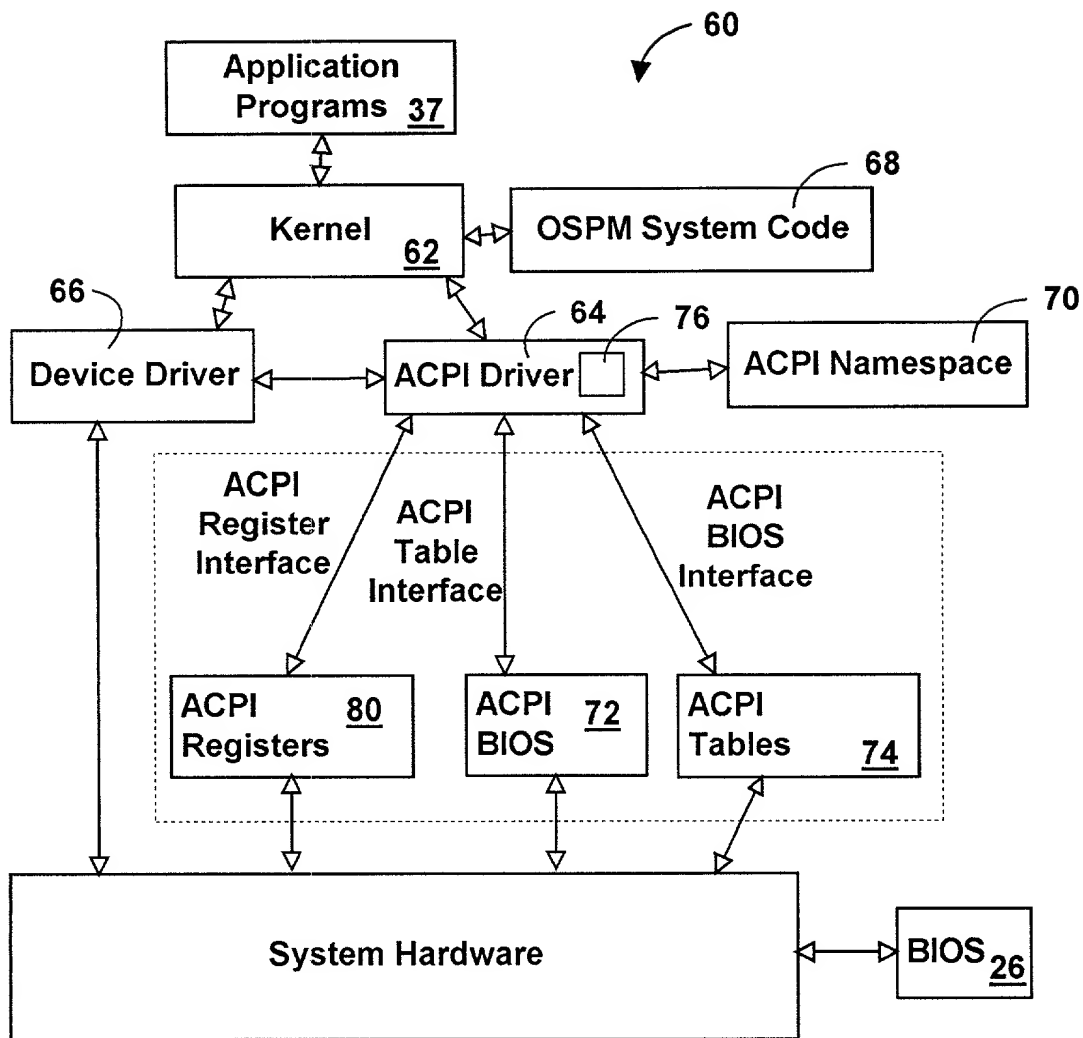 60
Application
Programs 37
68
Kernel
62
OSPM System Code
66
64
76
70
Device Driver
ACPI Driver
ACPI Namespace
ACPI
Register
Interface
ACPI
Table
Interface
ACPI
BIOS
Interface
ACPI
Registers
80
ACPI
BIOS
72
ACPI
Tables
74
System Hardware
BIOS 26